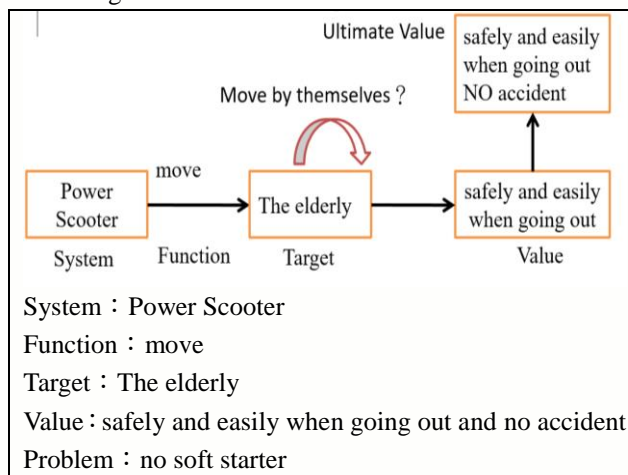 Ultimate Value
safely and easily
when going out
NO accident
Move by themselves？
move
Power
Scooter
The elderly
safely and easily
when going out
System
Function
Target
Value
System：Power Scooter
Function：move
Target：The elderly
Value：safely and easily when going out and no accident
Problem：no soft starter